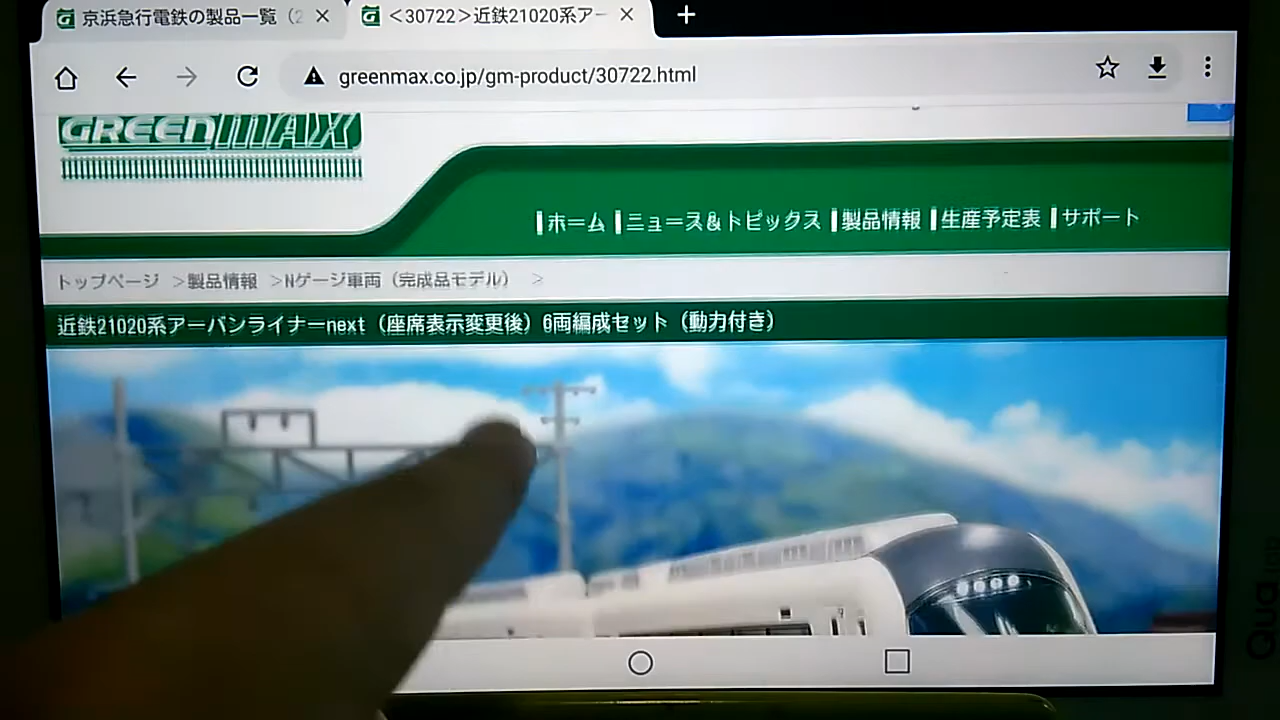 京浜急行電鉄の製品一覧（2
<30722>近鉄21020系アー
greenmax.co.jp/gm-product/30722.html
GREENMAX
ホーム ニュース&トピックス 製品情報 生産予定表 サポート
トップページ >製品情報 >Nゲージ車両（完成品モデル） >
近鉄21020系アーバンライナーnext（座席表示変更後）6両編成セット（動力付き）
Qua